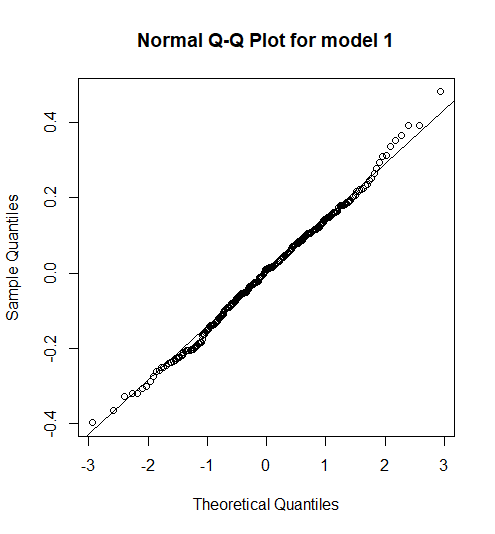 Normal Q-Q Plot for model 1
Sample Quantiles
0.4
0.2
0.0
-0.2
-0.4
-3 -2 -1 0 1 2 3
Theoretical Quantiles